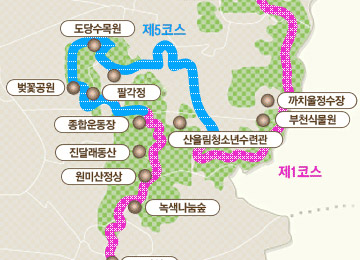 도당수목원
제5코스
벚꽃공원
팔각정
까치울정수장
부천식물원
종합운동장
산울림청소년수련관
진달래동산
제1코스
원미산정상
녹색나눔숲